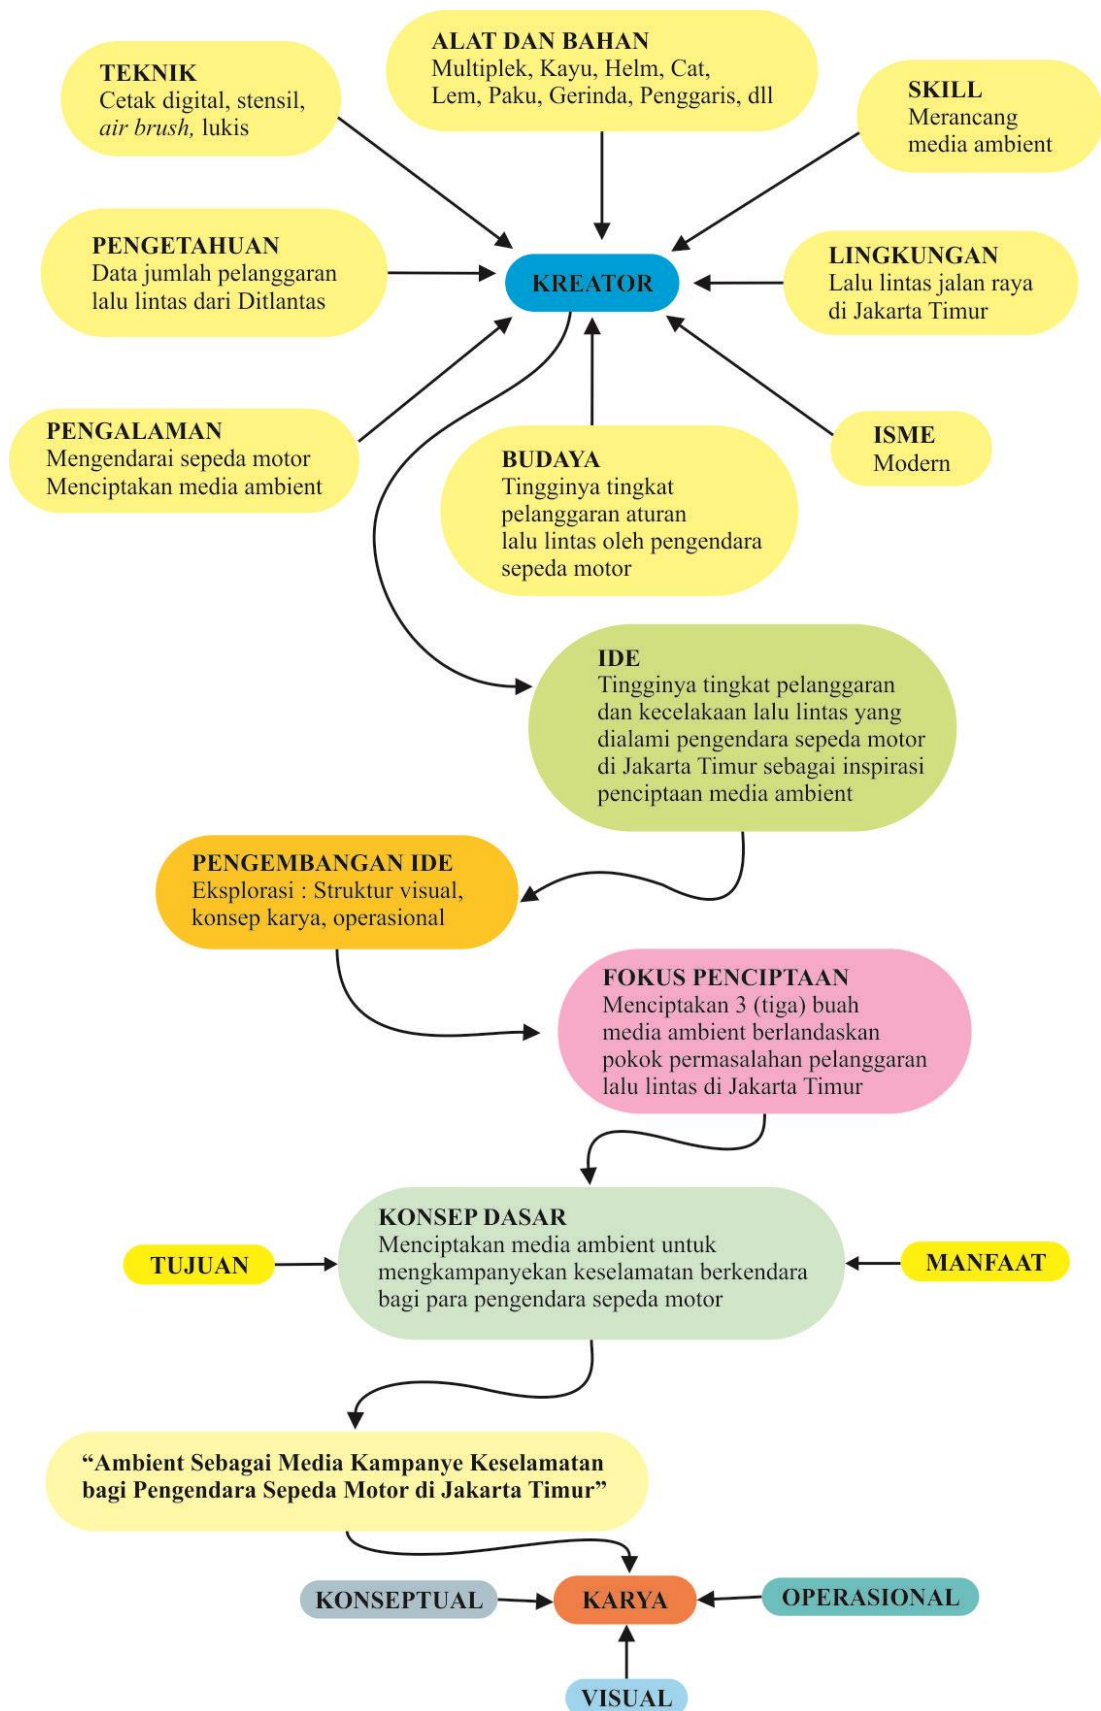 TEKNIK
Cetak digital, stensil,
air brush, lukis
ALAT DAN BAHAN
Multiplek, Kayu, Helm, Cat,
Lem, Paku, Gerinda, Penggaris, dll
SKILL
Merancang
media ambient
PENGETAHUAN
Data jumlah pelanggaran
lalu lintas dari Ditlantas
KREATOR
LINGKUNGAN
Lalu lintas jalan raya
di Jakarta Timur
PENGALAMAN
Mengendarai sepeda motor
Menciptakan media ambient
BUDAYA
Tingginya tingkat
pelanggaran aturan
lalu lintas oleh pengendara
sepeda motor
ISME
Modern
IDE
Tingginya tingkat pelanggaran
dan kecelakaan lalu lintas yang
dialami pengendara sepeda motor
di Jakarta Timur sebagai inspirasi
penciptaan media ambient
PENGEMBANGAN IDE
Eksplorasi : Struktur visual,
konsep karya, operasional
FOKUS PENCIPTAAN
Menciptakan 3 (tiga) buah
media ambient berlandaskan
pokok permasalahan pelanggaran
lalu lintas di Jakarta Timur
KONSEP DASAR
Menciptakan media ambient untuk
mengkampanyekan keselamatan berkendara
bagi para pengendara sepeda motor
TUJUAN
MANFAAT
“Ambient Sebagai Media Kampanye Keselamatan
bagi Pengendara Sepeda Motor di Jakarta Timur”
KONSEPTUAL
KARYA
OPERASIONAL
VISUAL